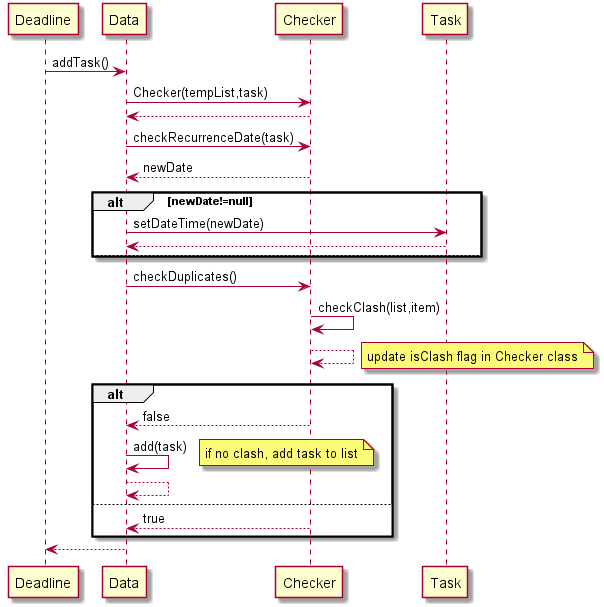 Deadline Data Checker Task
addTask()
Checker(tempList,task)
checkRecurrenceDate(task)
newDate
alt [newDate!=null]
setDateTime(newDate)
checkDuplicates()
checkClash(list,item)
update isClash flag in Checker class
alt
false
add(task) if no clash, add task to list
true
Deadline Data Checker Task